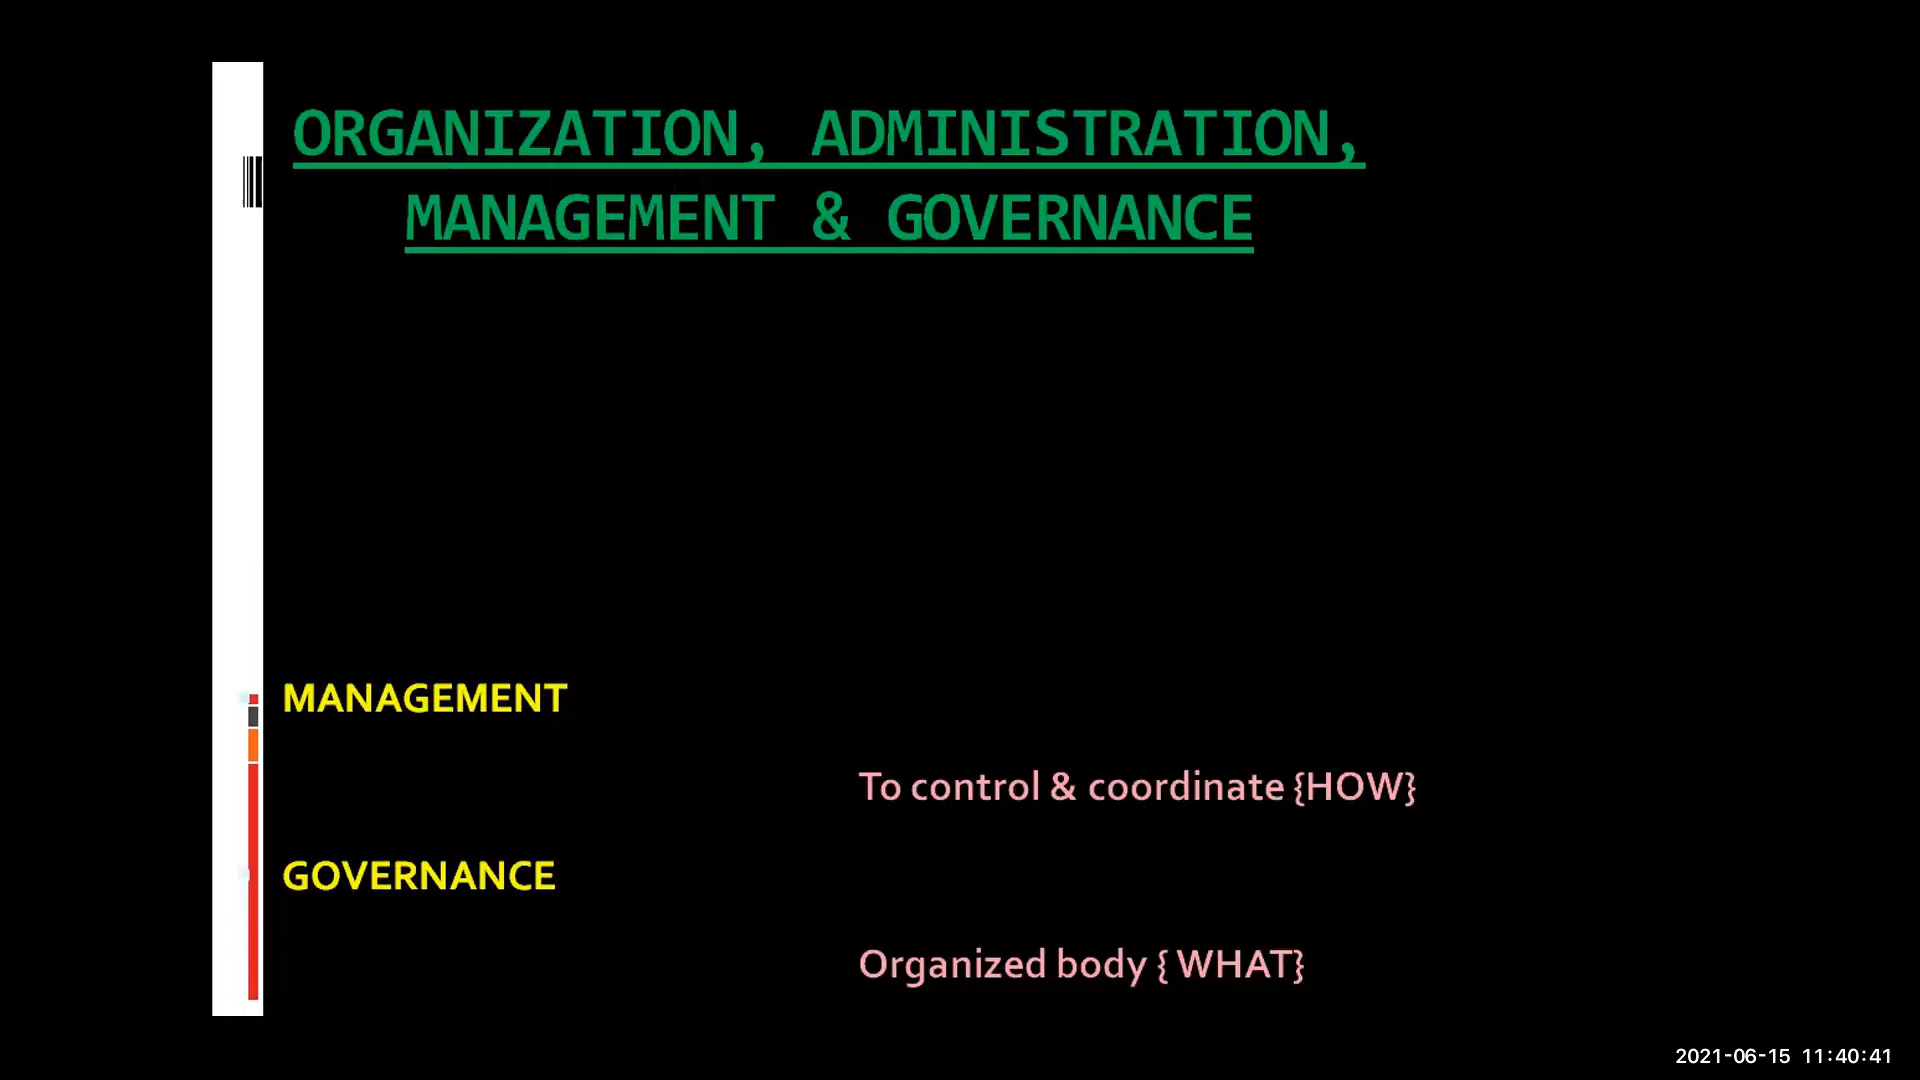 ORGANIZATION, ADMINISTRATION,
MANAGEMENT & GOVERNANCE
MANAGEMENT
To control & coordinate {HOW}
GOVERNANCE
Organized body { WHAT}
2021-06-15 11:40:41